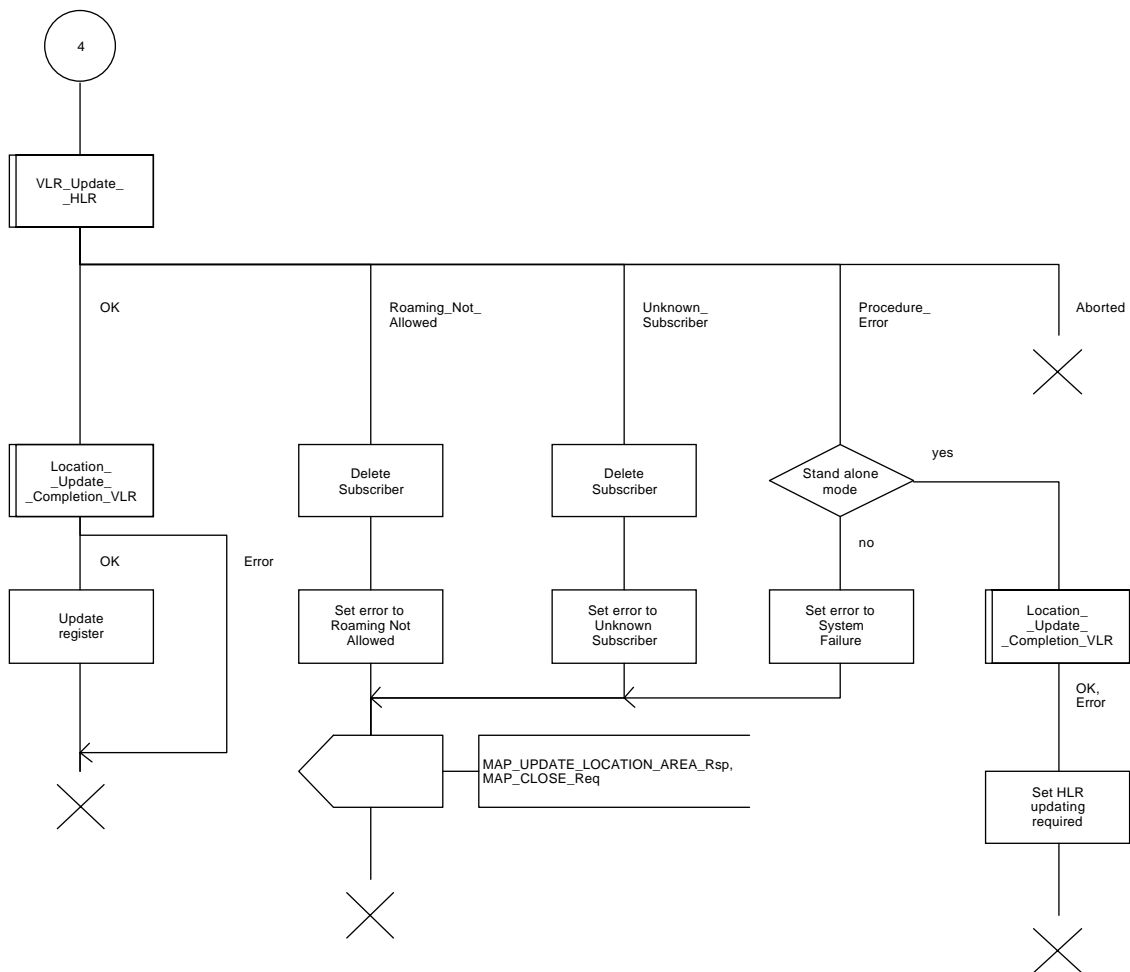 4
VLR_Update_
_HLR
OK
Roaming_Not_
Allowed
Unknown_
Subscriber
Procedure_
Error
Aborted
Location_
_Update_
_Completion_VLR
Delete
Subscriber
Delete
Subscriber
Stand alone
mode
yes
OK
Error
no
Update
register
Set error to
Roaming Not
Allowed
Set error to
Unknown
Subscriber
Set error to
System
Failure
Location_
_Update_
_Completion_VLR
OK,
Error
MAP_UPDATE_LOCATION_AREA_Rsp,
MAP_CLOSE_Req
Set HLR
updating
required